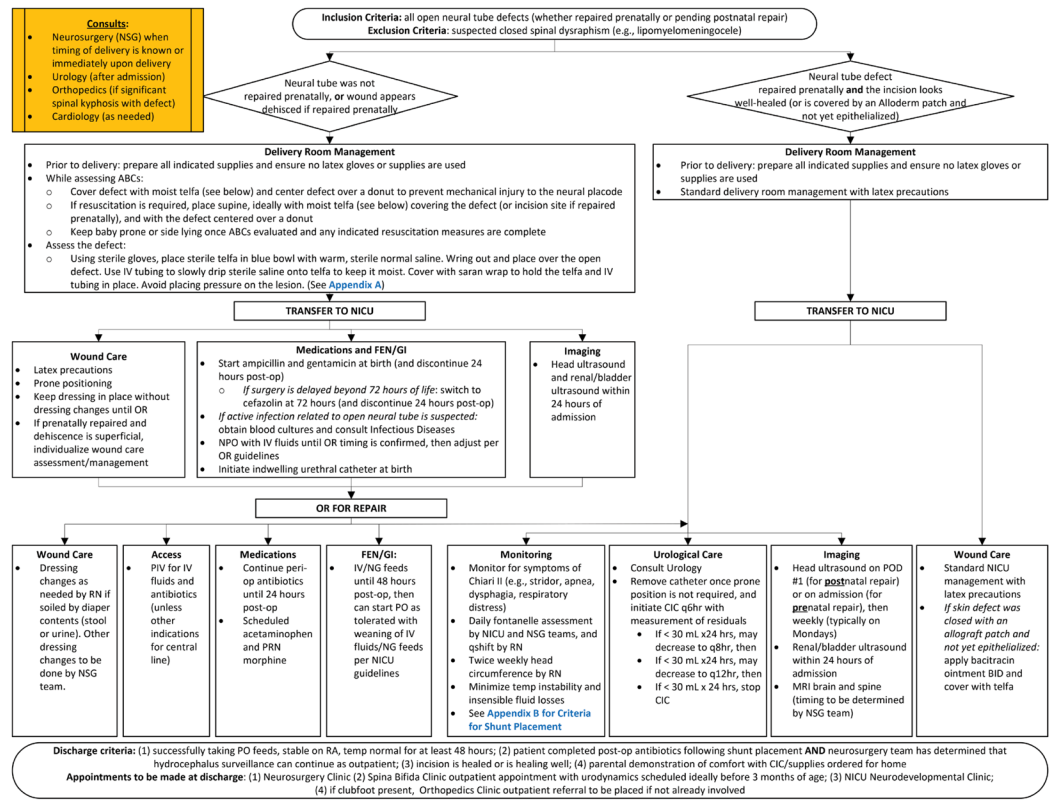 Consults:
• Neurosurgery (NSG) when
timing of delivery is known or
immediately upon delivery
• Urology (after admission)
• Orthopedics (if significant
spinal kyphosis with defect)
• Cardiology (as needed)
Inclusion Criteria: all open neural tube defects (whether repaired prenatally or pending postnatal repair)
Exclusion Criteria: suspected closed spinal dysraphism (e.g., lipomyelomeningocele)
Neural tube was not
repaired prenatally, or wound appears
dehisced if repaired prenatally
Neural tube defect
repaired prenatally and the incision looks
well-healed (or is covered by an Alloderm patch and
not yet epithelialized)
Delivery Room Management
• Prior to delivery: prepare all indicated supplies and ensure no latex gloves or supplies are used
• While assessing ABCs:
o Cover defect with moist telfa (see below) and center defect over a donut to prevent mechanical injury to the neural placode
o If resuscitation is required, place supine, ideally with moist telfa (see below) covering the defect (or incision site if repaired
prenatally), and with the defect centered over a donut
o Keep baby prone or side lying once ABCs evaluated and any indicated resuscitation measures are complete
• Assess the defect:
o Using sterile gloves, place sterile telfa in blue bowl with warm, sterile normal saline. Wring out and place over the open
defect. Use IV tubing to slowly drip sterile saline onto telfa to keep it moist. Cover with saran wrap to hold the telfa and IV
tubing in place. Avoid placing pressure on the lesion. (See Appendix A)
Delivery Room Management
• Prior to delivery: prepare all indicated supplies and ensure no latex gloves or
supplies are used
• Standard delivery room management with latex precautions
TRANSFER TO NICU
TRANSFER TO NICU
Wound Care
• Latex precautions
• Prone positioning
• Keep dressing in place without
dressing changes until OR
• If prenatally repaired and
dehiscence is superficial,
individualize wound care
assessment/management
Medications and FEN/GI
• Start ampicillin and gentamicin at birth (and discontinue 24
hours post-op)
o If surgery is delayed beyond 72 hours of life: switch to
cefazolin at 72 hours (and discontinue 24 hours post-op)
• If active infection related to open neural tube is suspected:
obtain blood cultures and consult Infectious Diseases
• NPO with IV fluids until OR timing is confirmed, then adjust per
OR guidelines
• Initiate indwelling urethral catheter at birth
Imaging
• Head ultrasound
and renal/bladder
ultrasound within
24 hours of
admission
OR FOR REPAIR
Wound Care
• Dressing
changes as
needed by RN if
soiled by diaper
contents (stool
or urine). Other
dressing
changes to be
done by NSG
team.
Access
• PIV for IV
fluids and
antibiotics
(unless
other
indications
for central
line)
Medications
• Continue peri-
op antibiotics
until 24 hours
post-op
• Scheduled
acetaminophen
and PRN
morphine
FEN/GI:
• IV/NG feeds
until 48 hours
post-op, then
can start PO as
tolerated with
weaning of IV
fluids/NG feeds
per NICU
guidelines
Monitoring
• Monitor for symptoms of
Chiari II (e.g., stridor, apnea,
dysphagia, respiratory
distress)
• Daily fontanelle assessment
by NICU and NSG teams, and
qshift by RN
• Twice weekly head
circumference by RN
• Minimize temp instability and
insensible fluid losses
• See Appendix B for Criteria
for Shunt Placement
Urological Care
• Consult Urology
• Remove catheter once prone
position is not required, and
initiate CIC q6hr with
measurement of residuals
• If < 30 mL x24 hrs, may
decrease to q8hr, then
• If < 30 mL x24 hrs, may
decrease to q12hr, then
• If < 30 mL x 24 hrs, stop
CIC
Imaging
• Head ultrasound on POD
#1 (for postnatal repair)
or on admission (for
prenatal repair), then
weekly (typically on
Mondays)
• Renal/bladder ultrasound
within 24 hours of
admission
• MRI brain and spine
(timing to be determined
by NSG team)
Wound Care
• Standard NICU
management with
latex precautions
• If skin defect was
closed with an
allograft patch and
not yet epithelialized:
apply bacitracin
ointment BID and
cover with telfa
Discharge criteria: (1) successfully taking PO feeds, stable on RA, temp normal for at least 48 hours; (2) patient completed post-op antibiotics following shunt placement AND neurosurgery team has determined that
hydrocephalus surveillance can continue as outpatient; (3) incision is healed or is healing well; (4) parental demonstration of comfort with CIC/supplies ordered for home
Appointments to be made at discharge: (1) Neurosurgery Clinic (2) Spina Bifida Clinic outpatient appointment with urodynamics scheduled ideally before 3 months of age; (3) NICU Neurodevelopmental Clinic;
(4) if clubfoot present, Orthopedics Clinic outpatient referral to be placed if not already involved